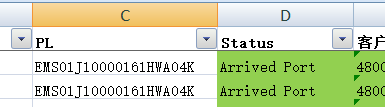 C D
PL Status 客户
EMS01J10000161HWA04K Arrived Port 4800
EMS01J10000161HWA04K Arrived Port 4800